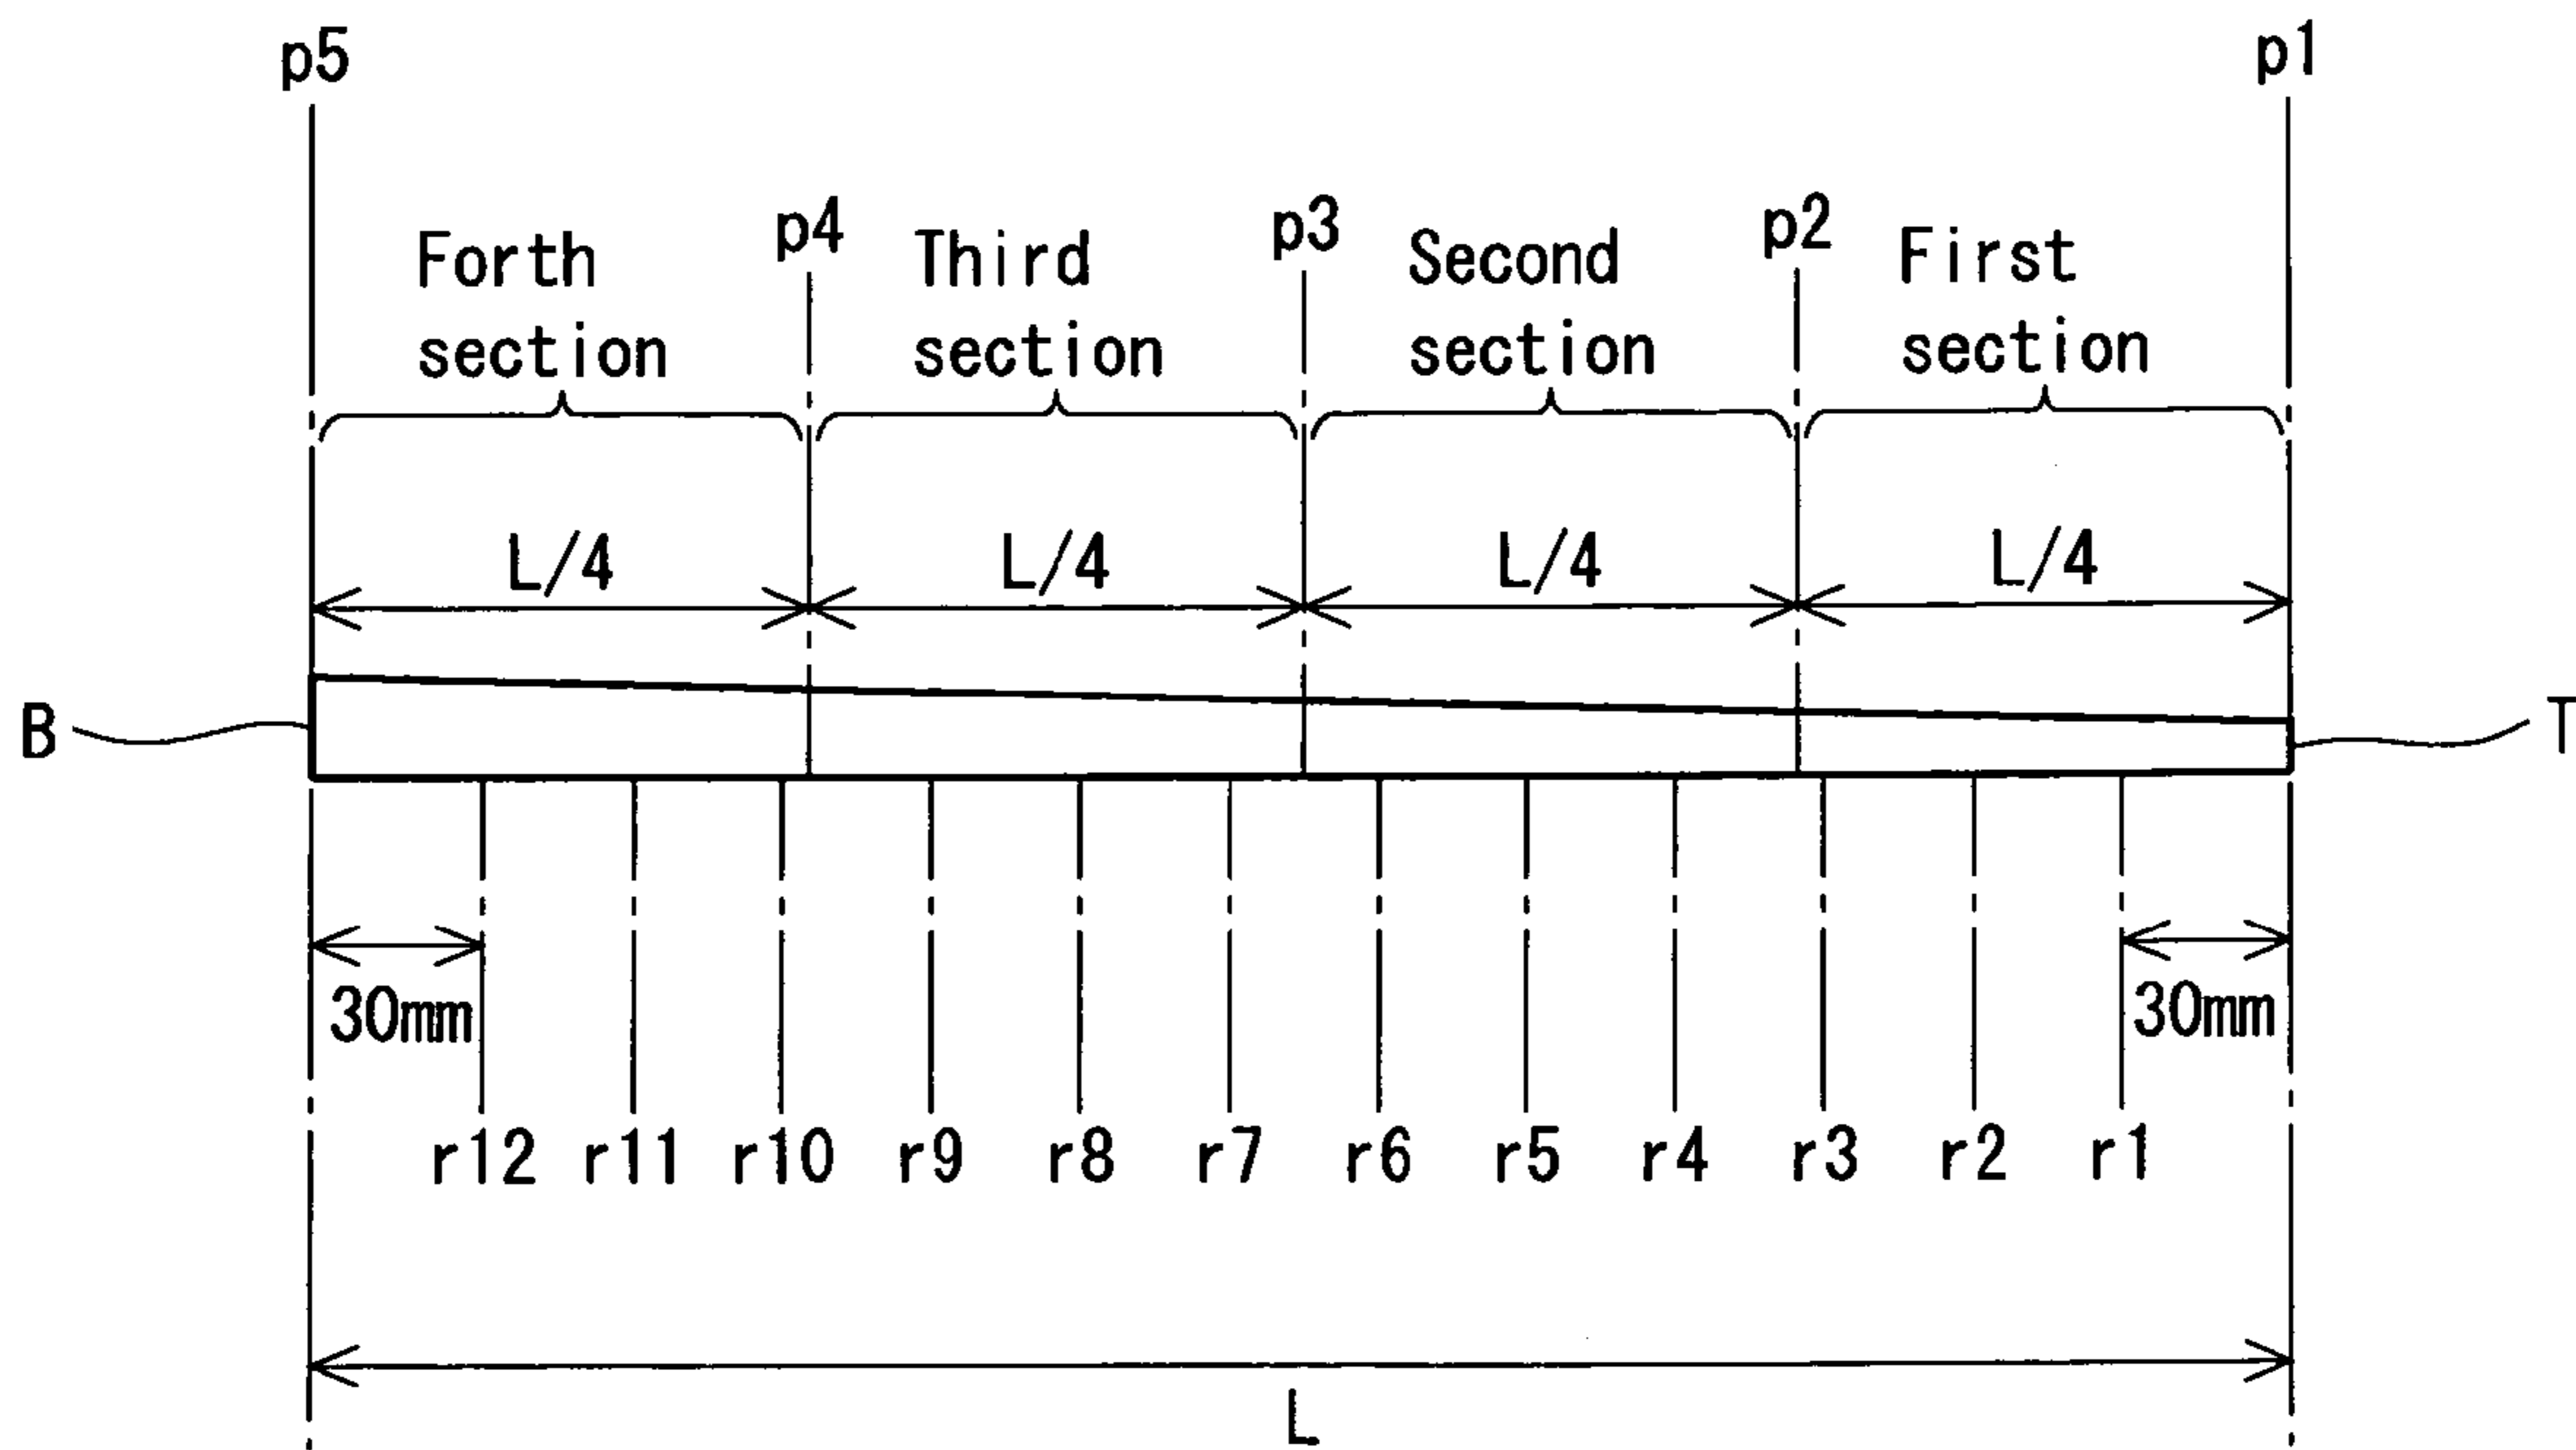 p5
p1
p4
p3
p2
Forth
section
Third
section
Second
section
First
section
L/4
L/4
L/4
L/4
B
T
30mm
30mm
r12
r11
r10
r9
r8
r7
r6
r5
r4
r3
r2
r1
L